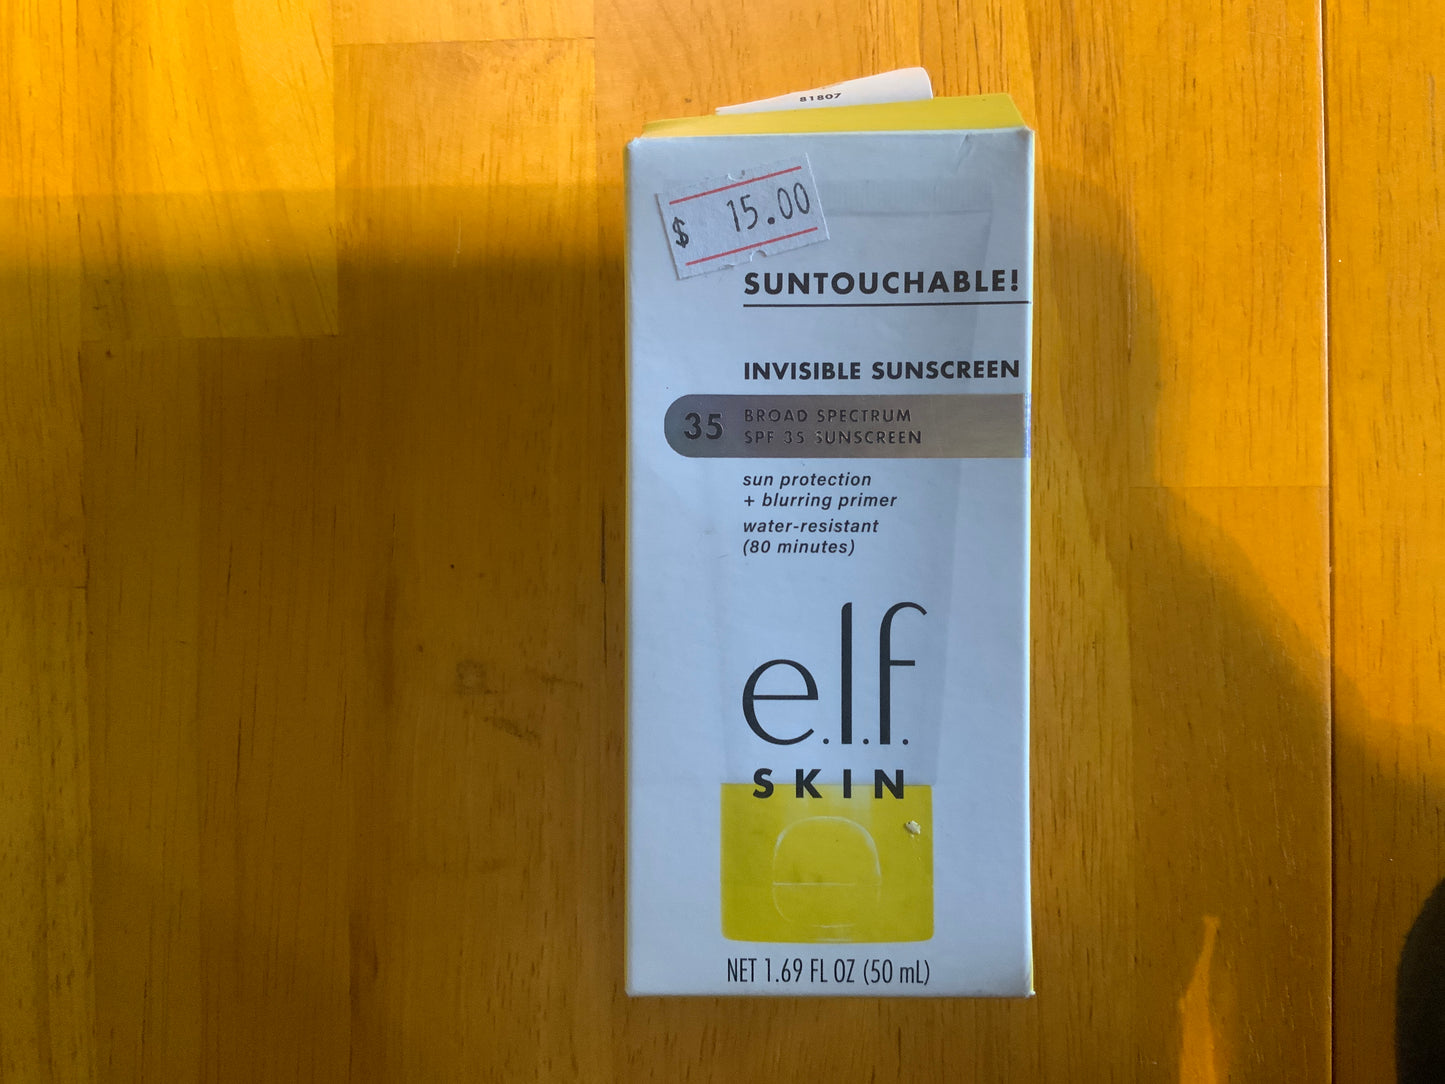 81807
$ 15.00
SUNTOUCHABLE!
INVISIBLE SUNSCREEN
35
BROAD SPECTRUM
SPF 35 SUNSCREEN
sun protection
+ blurring primer
water-resistant
(80 minutes)
e.l.f.
SKIN
NET 1.69 FL OZ (50 mL)